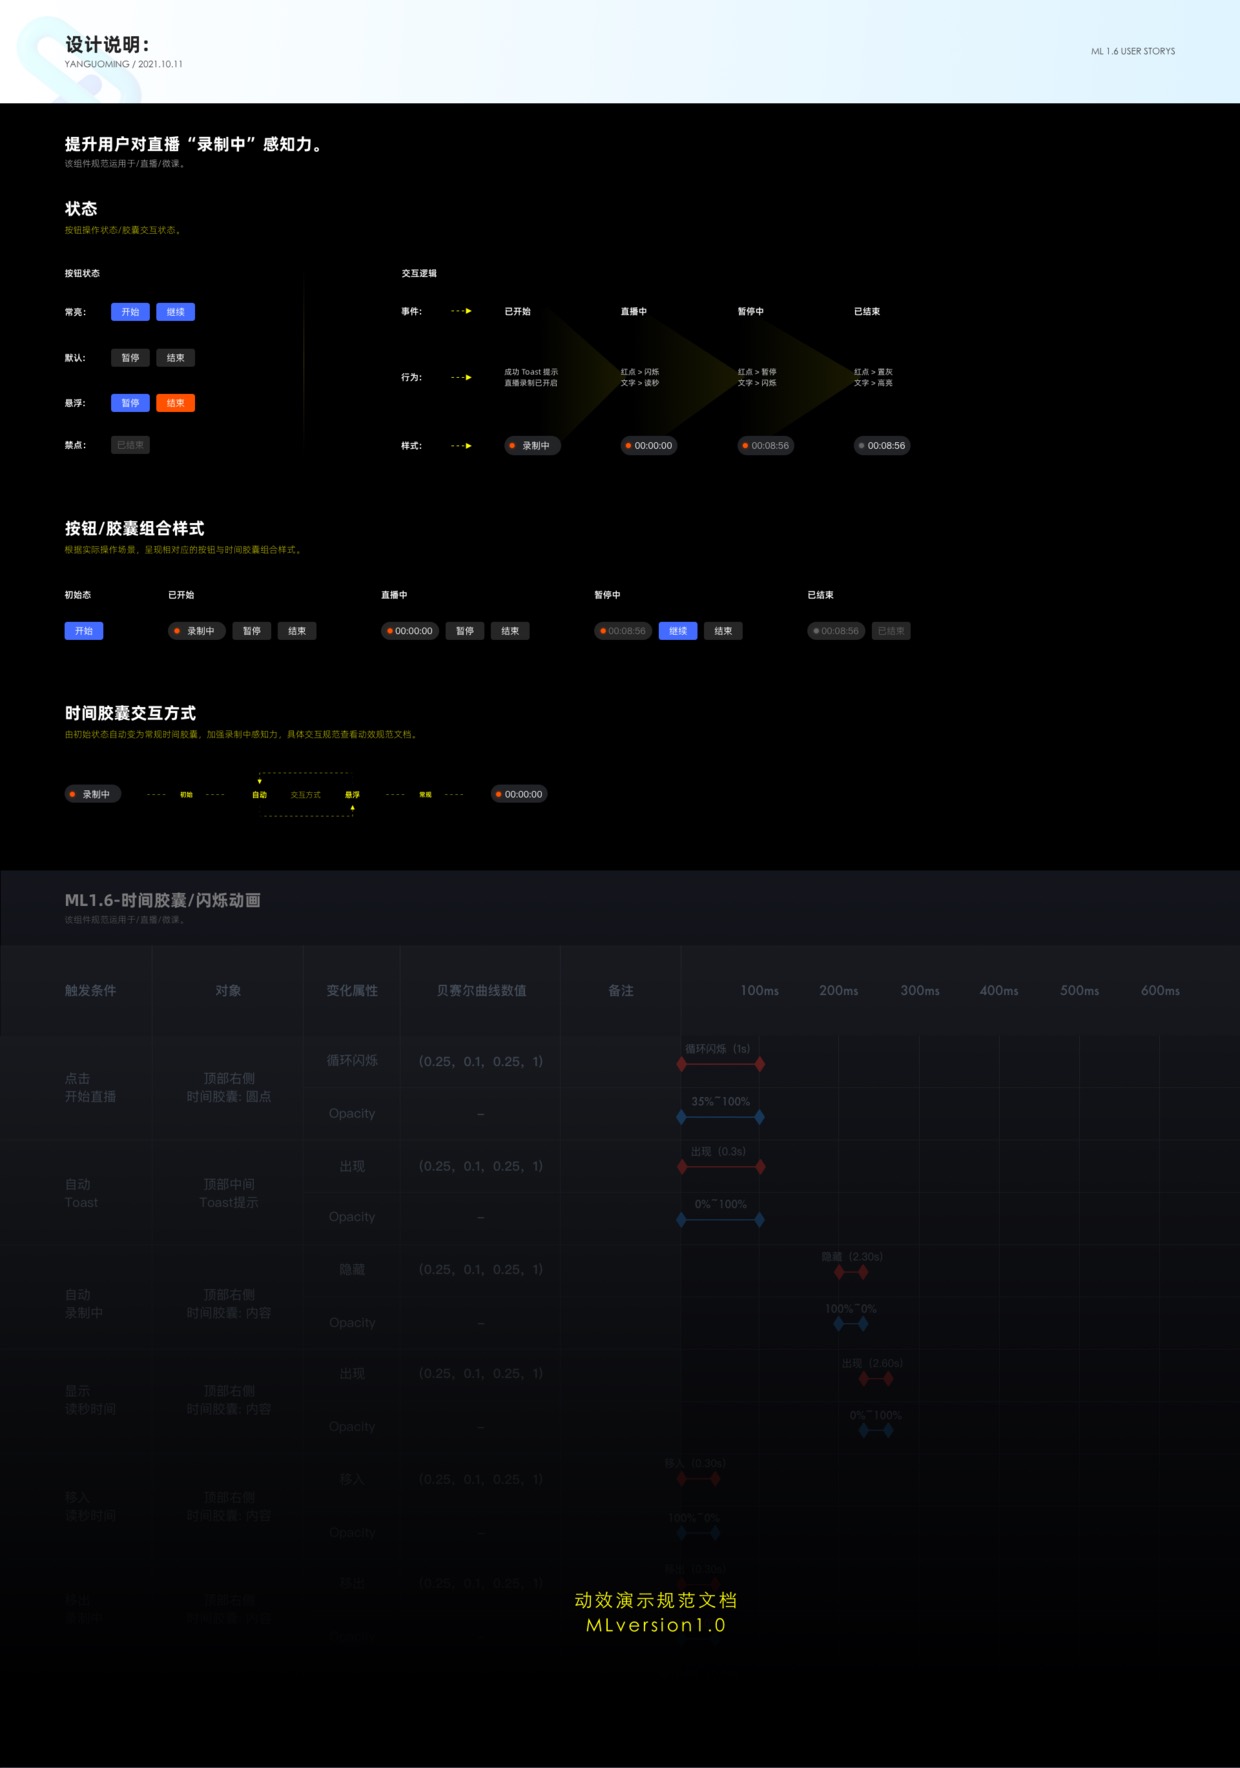 设计说明：
YANGUOMING / 2021.10.11
ML 1.6 USER STORYS
提升用户对直播“录制中”感知力。
该组件规范运用于/直播/微课。
状态
按钮操作状态/胶囊交互状态。
按钮状态
常亮： 开始 继续
默认： 暂停 结束
悬浮： 暂停 结束
禁点： 已结束
交互逻辑
事件： 已开始 直播中 暂停中 已结束
行为： 成功 Toast 提示 红点 > 闪烁 红点 > 暂停 红点 > 置灰
直播录制已开启 文字 > 读秒 文字 > 闪烁 文字 > 高亮
样式： 录制中 00:00:00 00:08:56 00:08:56
按钮/胶囊组合样式
根据实际操作场景，呈现相对应的按钮与时间胶囊组合样式。
初始态 已开始 直播中 暂停中 已结束
开始 录制中 暂停 结束 00:00:00 暂停 结束 00:08:56 继续 结束 00:08:56 已结束
时间胶囊交互方式
由初始状态自动变为常规时间胶囊，加强录制中感知力，具体交互规范查看动效规范文档。
录制中 初始 自动 交互方式 悬浮 常规 00:00:00
ML1.6-时间胶囊/闪烁动画
该组件规范运用于/直播/微课。
触发条件 对象 变化属性 贝赛尔曲线数值 备注 100ms 200ms 300ms 400ms 500ms 600ms
点击
开始直播
顶部右侧
时间胶囊: 圆点
循环闪烁 (0.25, 0.1, 0.25, 1) 循环闪烁（1s）
Opacity – 35%~100%
自动
Toast
顶部中间
Toast提示
出现 (0.25, 0.1, 0.25, 1) 出现（0.3s）
Opacity – 0%~100%
自动
录制中
顶部右侧
时间胶囊: 内容
隐藏 (0.25, 0.1, 0.25, 1) 隐藏（2.30s）
Opacity – 100%~0%
显示
读秒时间
顶部右侧
时间胶囊: 内容
出现 (0.25, 0.1, 0.25, 1) 出现（2.60s）
Opacity – 0%~100%
移入
读秒时间
顶部右侧
时间胶囊: 内容
移入 (0.25, 0.1, 0.25, 1) 移入（0.30s）
Opacity – 100%~0%
移出 (0.25, 0.1, 0.25, 1)
动效演示规范文档
MLversion1.0